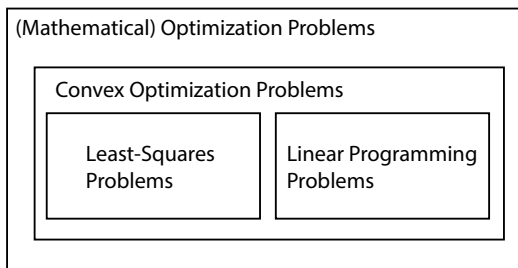 (Mathematical) Optimization Problems
Convex Optimization Problems
Least-Squares
Problems
Linear Programming
Problems